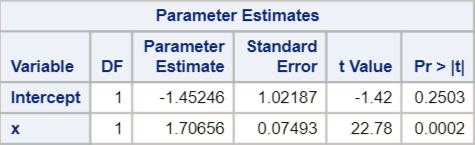 Parameter Estimates
Variable DF Parameter Estimate Standard Error t Value Pr > |t|
Intercept 1 -1.45246 1.02187 -1.42 0.2503
x 1 1.70656 0.07493 22.78 0.0002